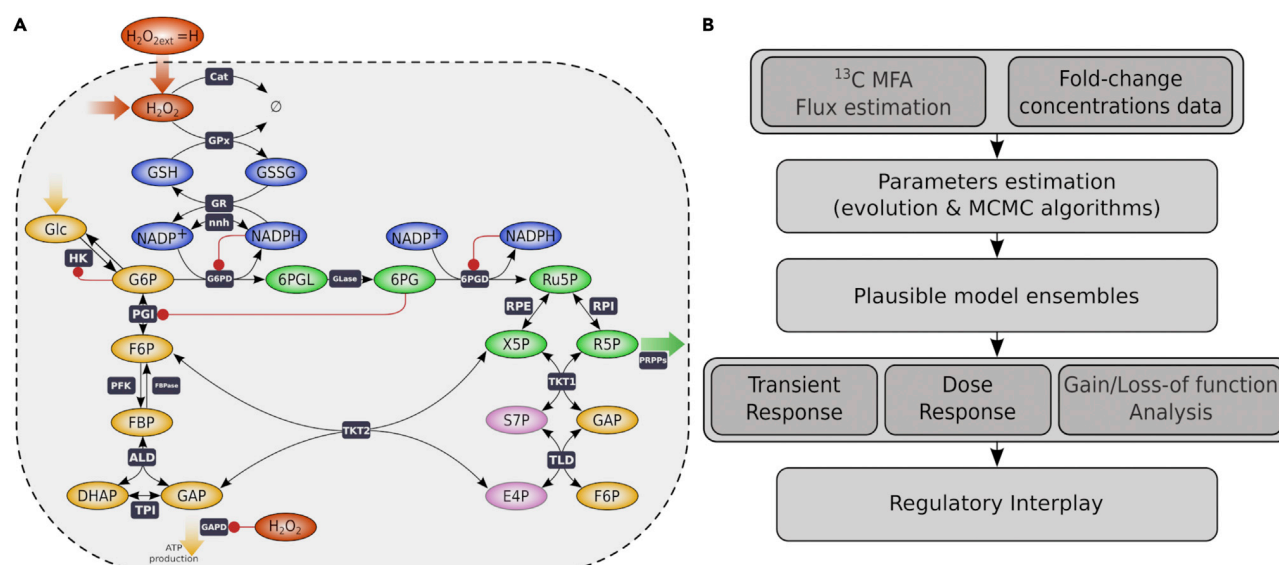 A
H₂O₂ext =H
Cat
H₂O₂
∅
GPx
GSH
GSSG
GR
nnh
Glc
NADP+
NADPH
NADP+
NADPH
HK
G6P
G6PD
6PGL
GLase
6PG
6PGD
Ru5P
PGI
RPE
RPI
F6P
X5P
R5P
PRPPs
PFK
FBPase
TKT1
FBP
TKT2
S7P
GAP
ALD
TLD
DHAP
GAP
E4P
F6P
TPI
GAPD
H₂O₂
ATP
production
B
¹³C MFA
Flux estimation
Fold-change
concentrations data
Parameters estimation
(evolution & MCMC algorithms)
Plausible model ensembles
Transient
Response
Dose
Response
Gain/Loss-of function
Analysis
Regulatory Interplay